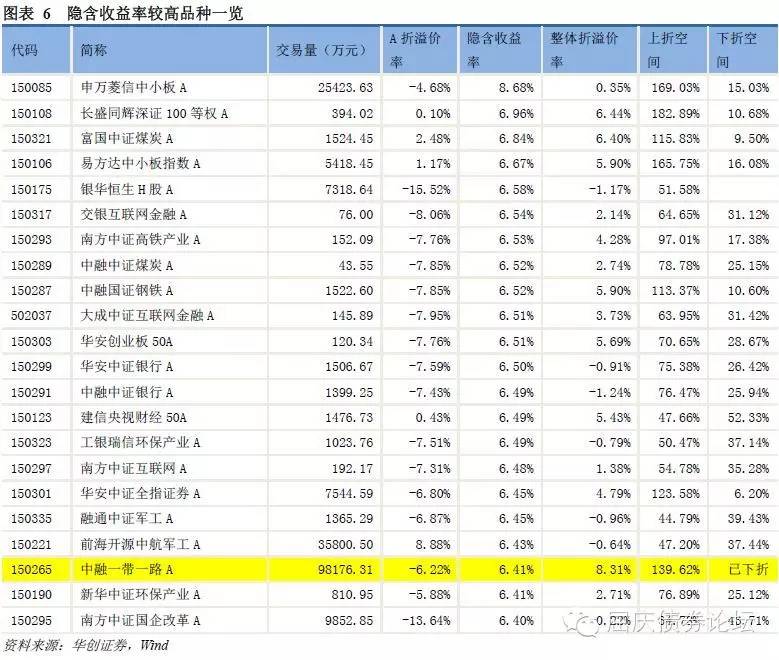 图表 6 隐含收益率较高品种一览
代码 简称 交易量（万元） A 折溢价率 隐含收益率 整体折溢价率 上折空间 下折空间
150085 申万菱信中小板 A 25423.63 -4.68% 8.68% 0.35% 169.03% 15.03%
150108 长盛同辉深证 100 等权 A 394.02 0.10% 6.96% 6.44% 182.89% 10.68%
150321 富国中证煤炭 A 1524.45 2.48% 6.84% 6.40% 115.83% 9.50%
150106 易方达中小板指数 A 5418.45 1.17% 6.67% 5.90% 165.75% 16.08%
150175 银华恒生 H 股 A 7318.64 -15.52% 6.58% -1.17% 51.58%
150317 交银互联网金融 A 76.00 -8.06% 6.54% 2.14% 64.65% 31.12%
150293 南方中证高铁产业 A 152.09 -7.76% 6.53% 4.28% 97.01% 17.38%
150289 中融中证煤炭 A 43.55 -7.85% 6.52% 2.74% 78.78% 25.15%
150287 中融国证钢铁 A 1522.60 -7.85% 6.52% 5.90% 113.37% 10.60%
502037 大成中证互联网金融 A 145.89 -7.95% 6.51% 3.73% 63.95% 31.42%
150303 华安创业板 50A 120.34 -7.76% 6.51% 5.69% 70.65% 28.67%
150299 华安中证银行 A 1506.67 -7.59% 6.50% -0.91% 75.38% 26.42%
150291 中融中证银行 A 1399.25 -7.43% 6.49% -1.24% 76.47% 25.94%
150123 建信央视财经 50A 1476.73 0.43% 6.49% 5.43% 47.66% 52.33%
150323 工银瑞信环保产业 A 1023.76 -7.51% 6.49% -0.79% 50.47% 37.14%
150297 南方中证互联网 A 192.17 -7.31% 6.48% 1.38% 54.78% 35.28%
150301 华安中证全指证券 A 7544.59 -6.80% 6.45% 4.79% 123.58% 6.20%
150335 融通中证军工 A 1365.29 -6.87% 6.45% -0.96% 44.79% 39.43%
150221 前海开源中航军工 A 35800.50 8.88% 6.43% -0.64% 47.20% 37.44%
150265 中融一带一路 A 98176.31 -6.22% 6.41% 8.31% 139.62% 已下折
150190 新华中证环保产业 A 810.95 -5.88% 6.41% 2.71% 76.89% 25.12%
150295 南方中证国企改革 A 9852.85 -13.64% 6.40%
屈庆债券论坛
资料来源：华创证券，Wind